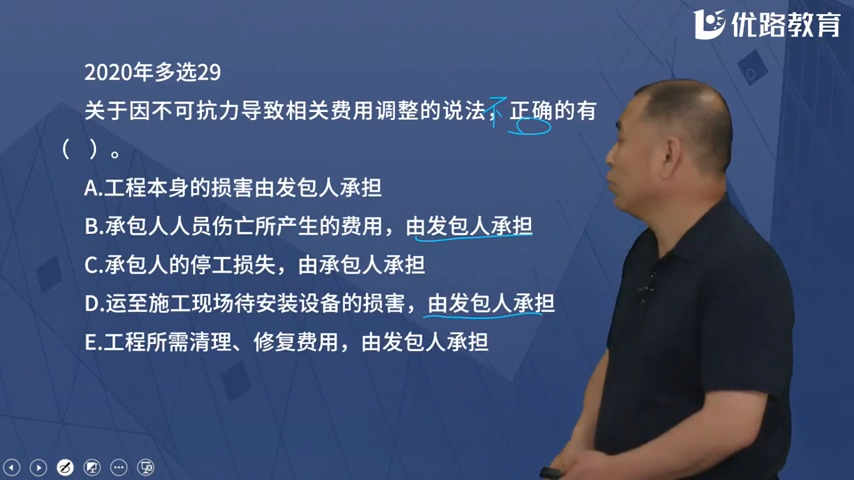 优路教育
2020年多选29
关于因不可抗力导致相关费用调整的说法，不正确的有
（ ）。
A.工程本身的损害由发包人承担
B.承包人人员伤亡所产生的费用，由发包人承担
C.承包人的停工损失，由承包人承担
D.运至施工现场待安装设备的损害，由发包人承担
E.工程所需清理、修复费用，由发包人承担